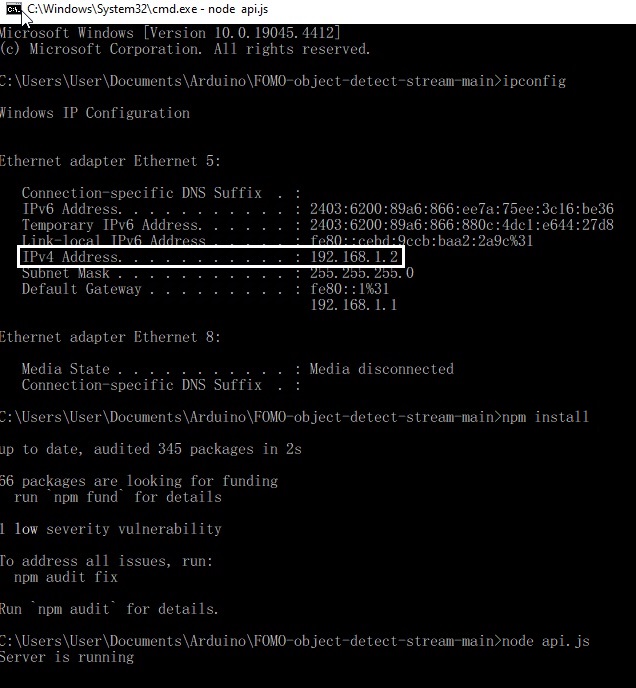 C:\Windows\System32\cmd.exe - node api.js
Microsoft Windows [Version 10.0.19045.4412]
(c) Microsoft Corporation. All rights reserved.
C:\Users\User\Documents\Arduino\FOMO-object-detect-stream-main>ipconfig
Windows IP Configuration
Ethernet adapter Ethernet 5:
Connection-specific DNS Suffix . :
IPv6 Address. . . . . . . . . . . : 2403:6200:89a6:866:ee7a:75ee:3c16:be36
Temporary IPv6 Address. . . . . . : 2403:6200:89a6:866:880c:4dc1:e644:27d8
Link-local IPv6 Address . . . . . : fe80::cebd:9ccb:baa2:2a9c%31
IPv4 Address. . . . . . . . . . . : 192.168.1.2
Subnet Mask . . . . . . . . . . . : 255.255.255.0
Default Gateway . . . . . . . . . : fe80::1%31
192.168.1.1
Ethernet adapter Ethernet 8:
Media State . . . . . . . . . . . : Media disconnected
Connection-specific DNS Suffix . :
C:\Users\User\Documents\Arduino\FOMO-object-detect-stream-main>npm install
up to date, audited 345 packages in 2s
66 packages are looking for funding
run `npm fund` for details
1 low severity vulnerability
To address all issues, run:
npm audit fix
Run `npm audit` for details.
C:\Users\User\Documents\Arduino\FOMO-object-detect-stream-main>node api.js
Server is running